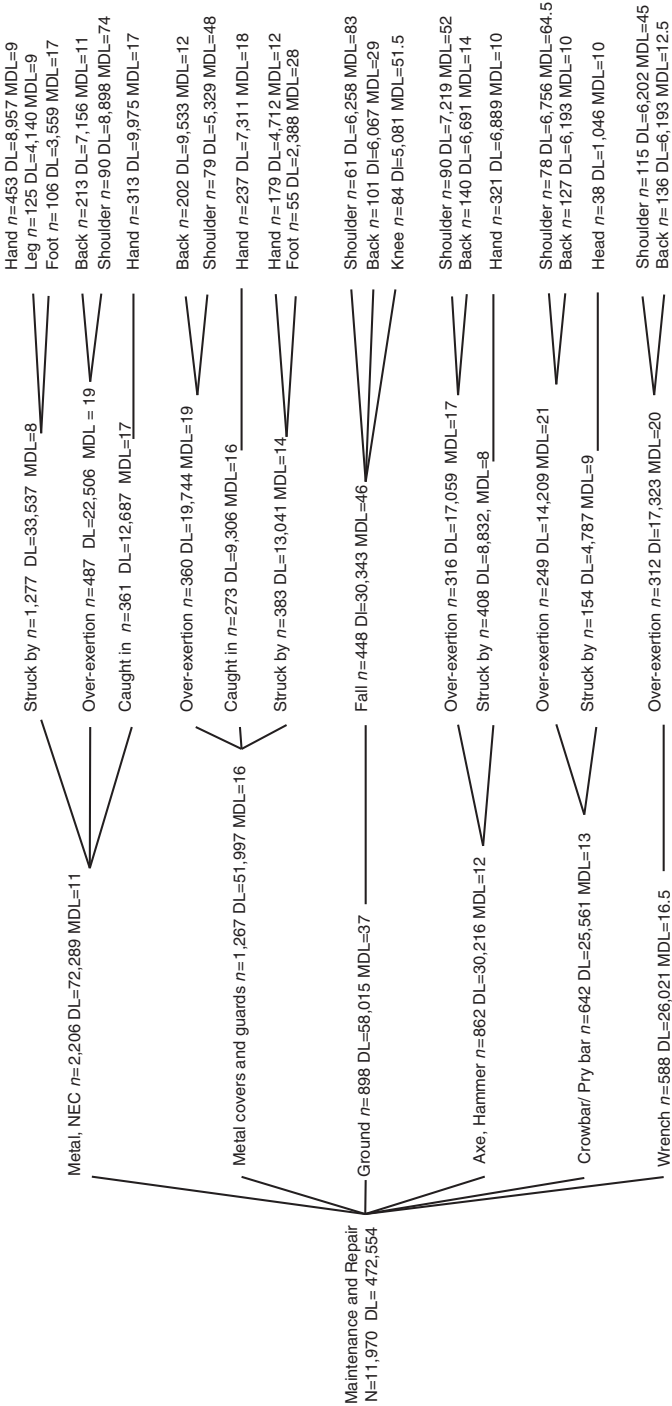 Maintenance and Repair
N=11,970 DL= 472,554
Metal, NEC n=2,206 DL=72,289 MDL=11
Struck by n=1,277 DL=33,537 MDL=8
Hand n=453 DL=8,957 MDL=9
Leg n=125 DL=4,140 MDL=9
Foot n=106 DL=3,559 MDL=17
Over-exertion n=487 DL=22,506 MDL = 19
Back n=213 DL=7,156 MDL=11
Shoulder n=90 DL=8,898 MDL=74
Caught in n=361 DL=12,687 MDL=17
Hand n=313 DL=9,975 MDL=17
Metal covers and guards n=1,267 DL=51,997 MDL=16
Over-exertion n=360 DL=19,744 MDL=19
Back n=202 DL=9,533 MDL=12
Shoulder n=79 DL=5,329 MDL=48
Caught in n=273 DL=9,306 MDL=16
Hand n=237 DL=7,311 MDL=18
Struck by n=383 DL=13,041 MDL=14
Hand n=179 DL=4,712 MDL=12
Foot n=55 DL=2,388 MDL=28
Ground n=898 DL=58,015 MDL=37
Fall n=448 Dl=30,343 MDL=46
Shoulder n=61 DL=6,258 MDL=83
Back n=101 Dl=6,067 MDL=29
Knee n=84 Dl=5,081 MDL=51.5
Axe, Hammer n=862 DL=30,216 MDL=12
Over-exertion n=316 DL=17,059 MDL=17
Shoulder n=90 DL=7,219 MDL=52
Back n=140 DL=6,691 MDL=14
Struck by n=408 DL=8,832, MDL=8
Hand n=321 DL=6,889 MDL=10
Crowbar/ Pry bar n=642 DL=25,561 MDL=13
Over-exertion n=249 DL=14,209 MDL=21
Shoulder n=78 DL=6,756 MDL=64.5
Back n=127 DL=6,193 MDL=10
Struck by n=154 DL=4,787 MDL=9
Head n=38 DL=1,046 MDL=10
Wrench n=588 DL=26,021 MDL=16.5
Over-exertion n=312 Dl=17,323 MDL=20
Shoulder n=115 DL=6,202 MDL=45
Back n=136 DL=6,193 MDL=12.5